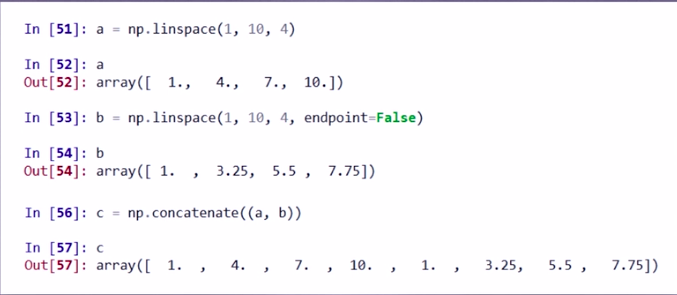 In [51]: a = np.linspace(1, 10, 4)
In [52]: a
Out[52]: array([  1.,   4.,   7.,  10.])
In [53]: b = np.linspace(1, 10, 4, endpoint=False)
In [54]: b
Out[54]: array([ 1.  ,  3.25,  5.5 ,  7.75])
In [56]: c = np.concatenate((a, b))
In [57]: c
Out[57]: array([  1.  ,   4.  ,   7.  ,  10.  ,   1.  ,   3.25,   5.5 ,   7.75])